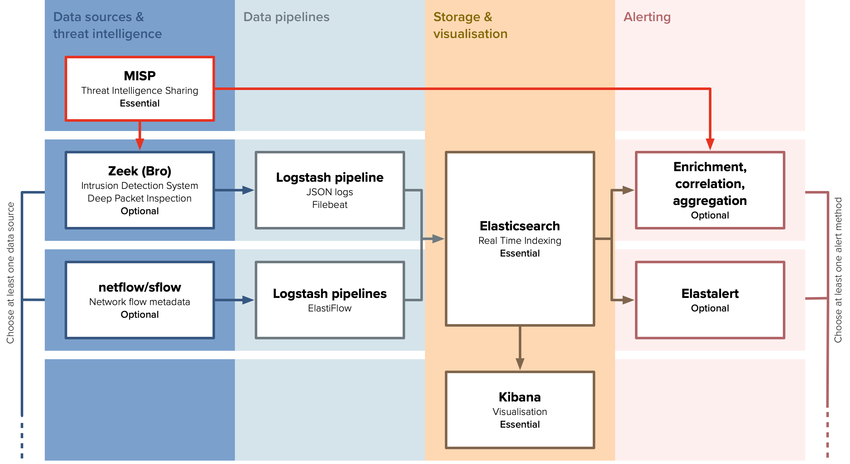 Data sources &
threat intelligence
Data pipelines
Storage &
visualisation
Alerting
MISP
Threat Intelligence Sharing
Essential
Zeek (Bro)
Intrusion Detection System
Deep Packet Inspection
Optional
Logstash pipeline
JSON logs
Filebeat
Elasticsearch
Real Time Indexing
Essential
Enrichment,
correlation,
aggregation
Optional
netflow/sflow
Network flow metadata
Optional
Logstash pipelines
ElastiFlow
Elastalert
Optional
Kibana
Visualisation
Essential
Choose at least one data source
Choose at least one alert method